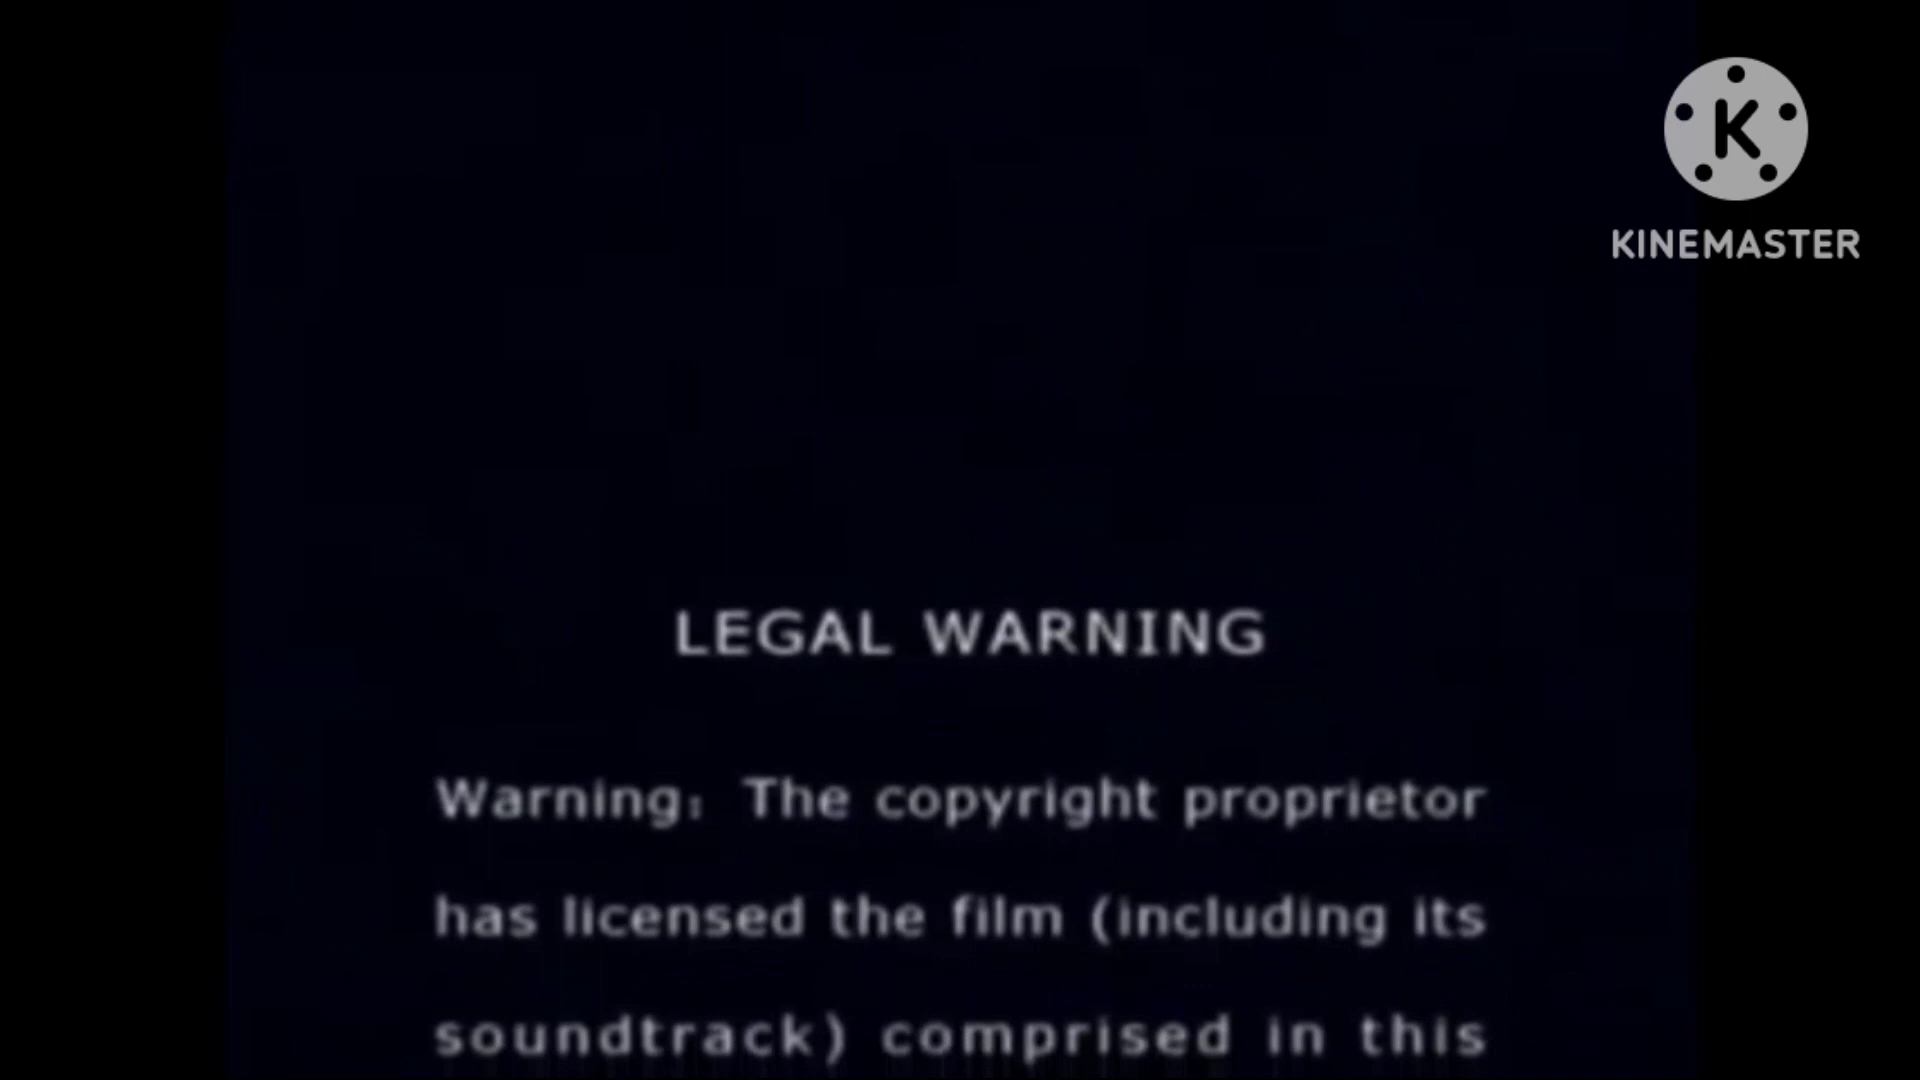 K
KINEMASTER
LEGAL WARNING
Warning: The copyright proprietor
has licensed the film (including its
soundtrack) comprised in this